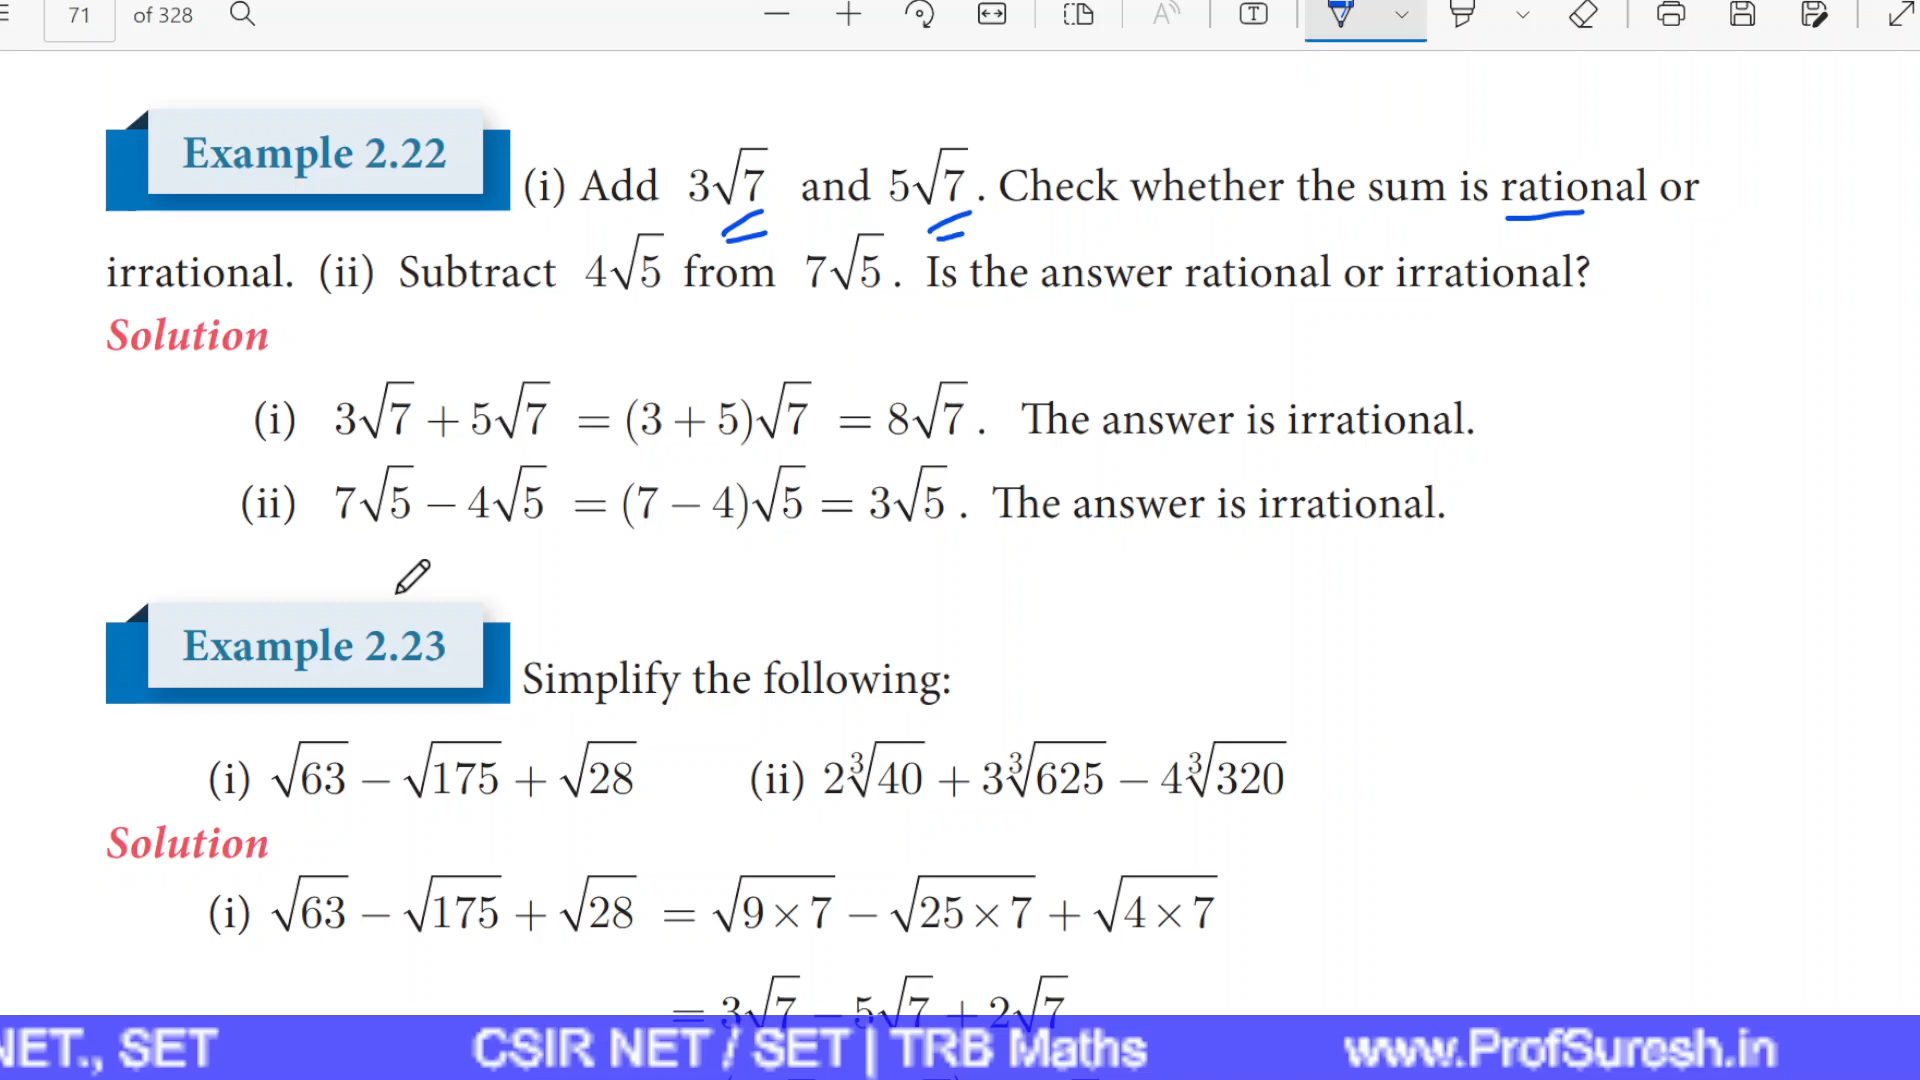 71 of 328
Example 2.22 (i) Add 3√7 and 5√7. Check whether the sum is rational or
irrational. (ii) Subtract 4√5 from 7√5. Is the answer rational or irrational?
Solution
(i) 3√7 + 5√7 = (3 + 5)√7 = 8√7. The answer is irrational.
(ii) 7√5 − 4√5 = (7 − 4)√5 = 3√5. The answer is irrational.
Example 2.23 Simplify the following:
(i) √63 − √175 + √28 (ii) 2∛40 + 3∛625 − 4∛320
Solution
(i) √63 − √175 + √28 = √(9 × 7) − √(25 × 7) + √(4 × 7)
= 3√7 − 5√7 + 2√7
NET., SET CSIR NET / SET | TRB Maths www.ProfSuresh.in